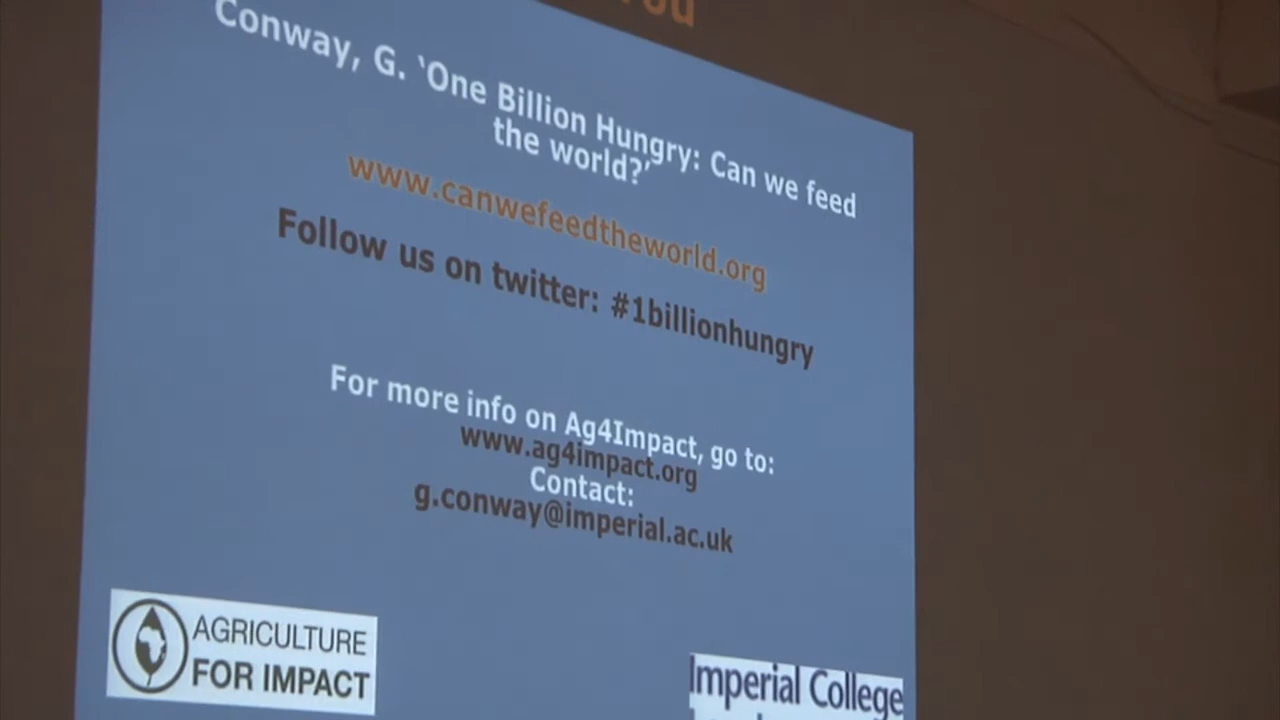 You
Conway, G. ‘One Billion Hungry: Can we feed
the world?’
www.canwefeedtheworld.org
Follow us on twitter: #1billionhungry
For more info on Ag4Impact, go to:
www.ag4impact.org
Contact:
g.conway@imperial.ac.uk
AGRICULTURE
FOR IMPACT
Imperial College